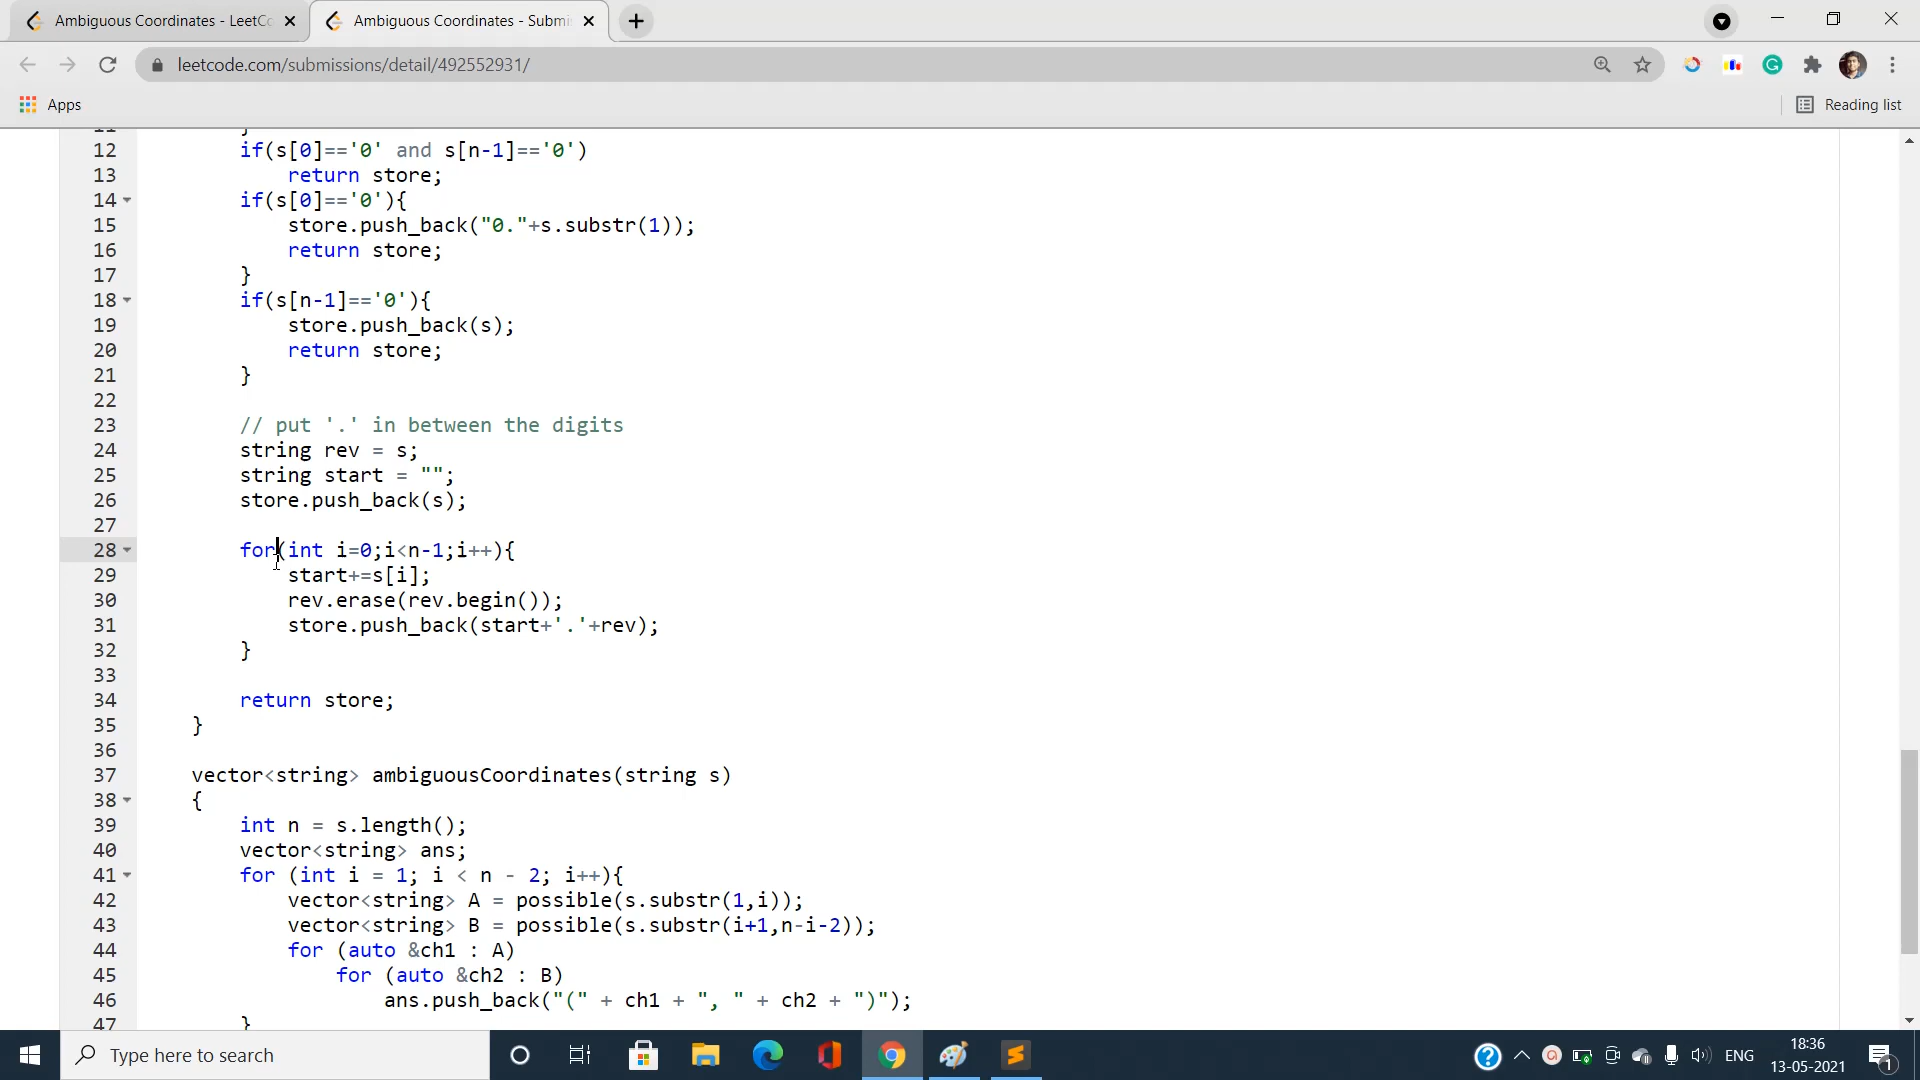 Ambiguous Coordinates - LeetCo
Ambiguous Coordinates - Submi
leetcode.com/submissions/detail/492552931/
Apps
Reading list
12 if(s[0]=='0' and s[n-1]=='0')
13 return store;
14 if(s[0]=='0'){
15 store.push_back("0."+s.substr(1));
16 return store;
17 }
18 if(s[n-1]=='0'){
19 store.push_back(s);
20 return store;
21 }
22
23 // put '.' in between the digits
24 string rev = s;
25 string start = "";
26 store.push_back(s);
27
28 for(int i=0;i<n-1;i++){
29 start+=s[i];
30 rev.erase(rev.begin());
31 store.push_back(start+'.'+rev);
32 }
33
34 return store;
35 }
36
37 vector<string> ambiguousCoordinates(string s)
38 {
39 int n = s.length();
40 vector<string> ans;
41 for (int i = 1; i < n - 2; i++){
42 vector<string> A = possible(s.substr(1,i));
43 vector<string> B = possible(s.substr(i+1,n-i-2));
44 for (auto &ch1 : A)
45 for (auto &ch2 : B)
46 ans.push_back("(" + ch1 + ", " + ch2 + ")");
47 }
Type here to search
ENG
18:36
13-05-2021
1